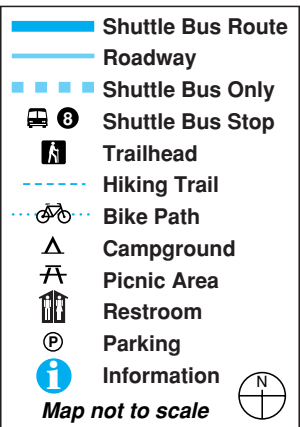 Shuttle Bus Route
Roadway
Shuttle Bus Only
8 Shuttle Bus Stop
Trailhead
Hiking Trail
Bike Path
Campground
Picnic Area
Restroom
P Parking
i Information
N
Map not to scale